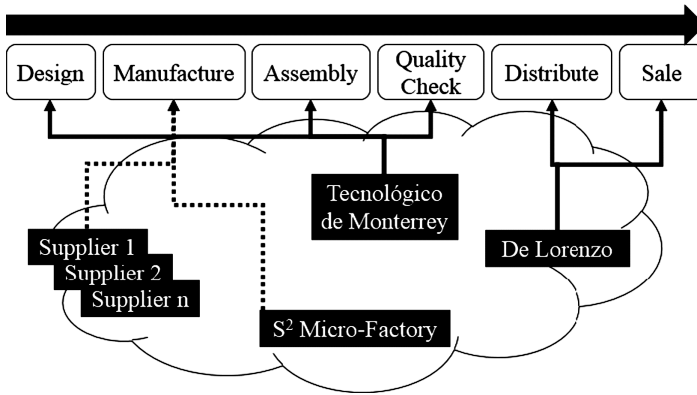 Design
Manufacture
Assembly
Quality
Check
Distribute
Sale
Tecnológico
de Monterrey
Supplier 1
Supplier 2
Supplier n
De Lorenzo
S² Micro-Factory